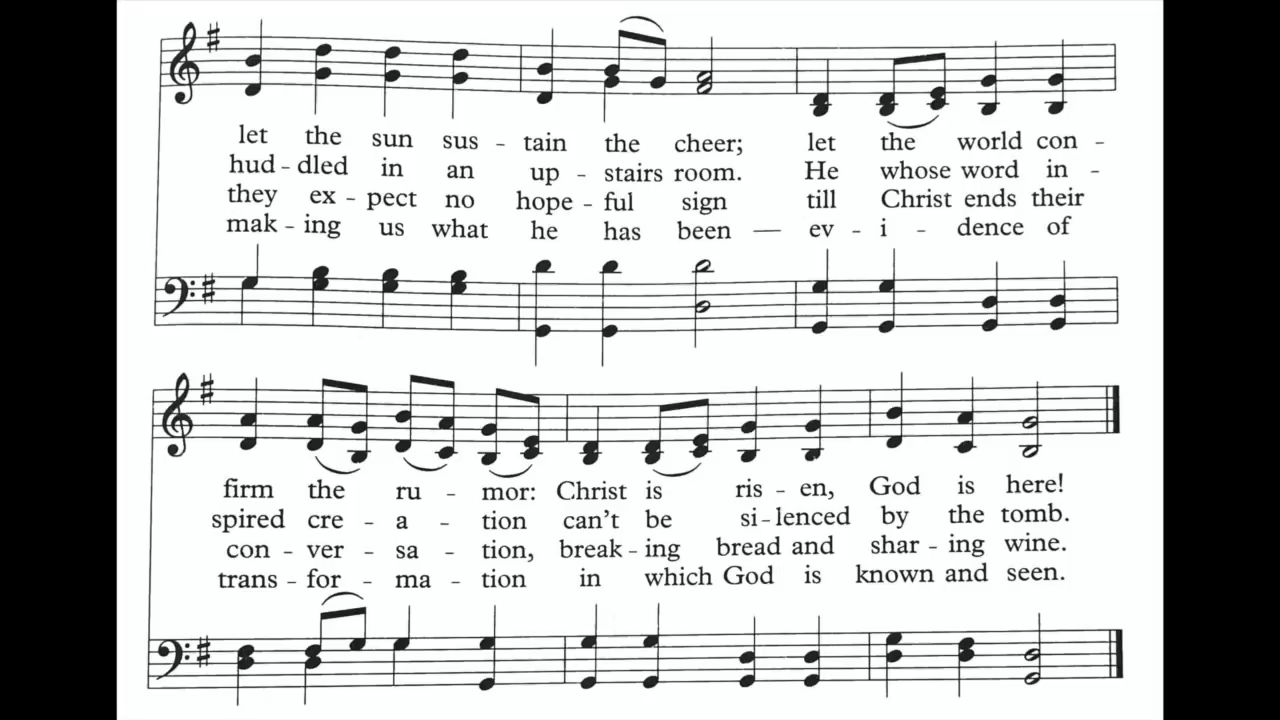 let the sun sus - tain the cheer; let the world con -
hud - dled in an up - stairs room. He whose word in -
they ex - pect no hope - ful sign till Christ ends their
mak - ing us what he has been — ev - i - dence of
firm the ru - mor: Christ is ris - en, God is here!
spired cre - a - tion can't be si - lenced by the tomb.
con - ver - sa - tion, break - ing bread and shar - ing wine.
trans - for - ma - tion in which God is known and seen.